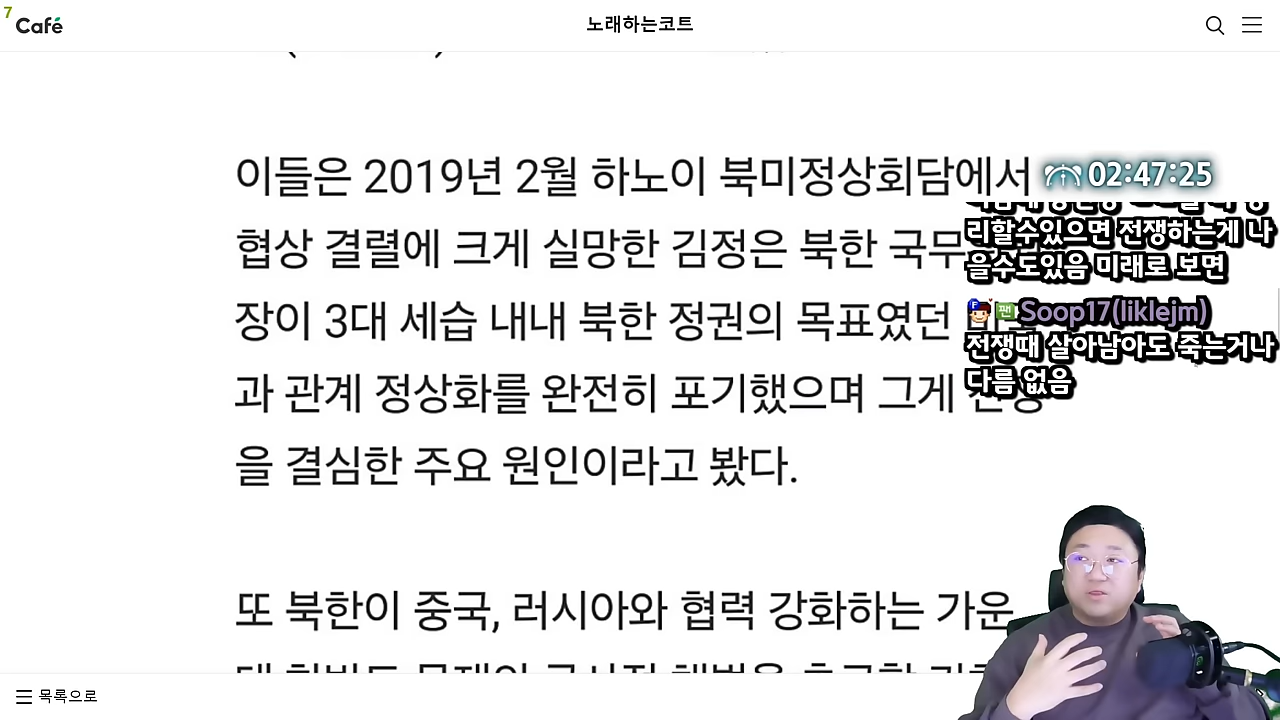 7
Café
노래하는코트
이들은 2019년 2월 하노이 북미정상회담에서
02:47:25
협상 결렬에 크게 실망한 김정은 북한 국무
리할수있으면 전쟁하는게 나
을수도있음 미래로 보면
장이 3대 세습 내내 북한 정권의 목표였던
팬 Soop17(liklejm)
전쟁때 살아남아도 죽는거나
다름 없음
과 관계 정상화를 완전히 포기했으며 그게
을 결심한 주요 원인이라고 봤다.
또 북한이 중국, 러시아와 협력 강화하는 가운
목록으로